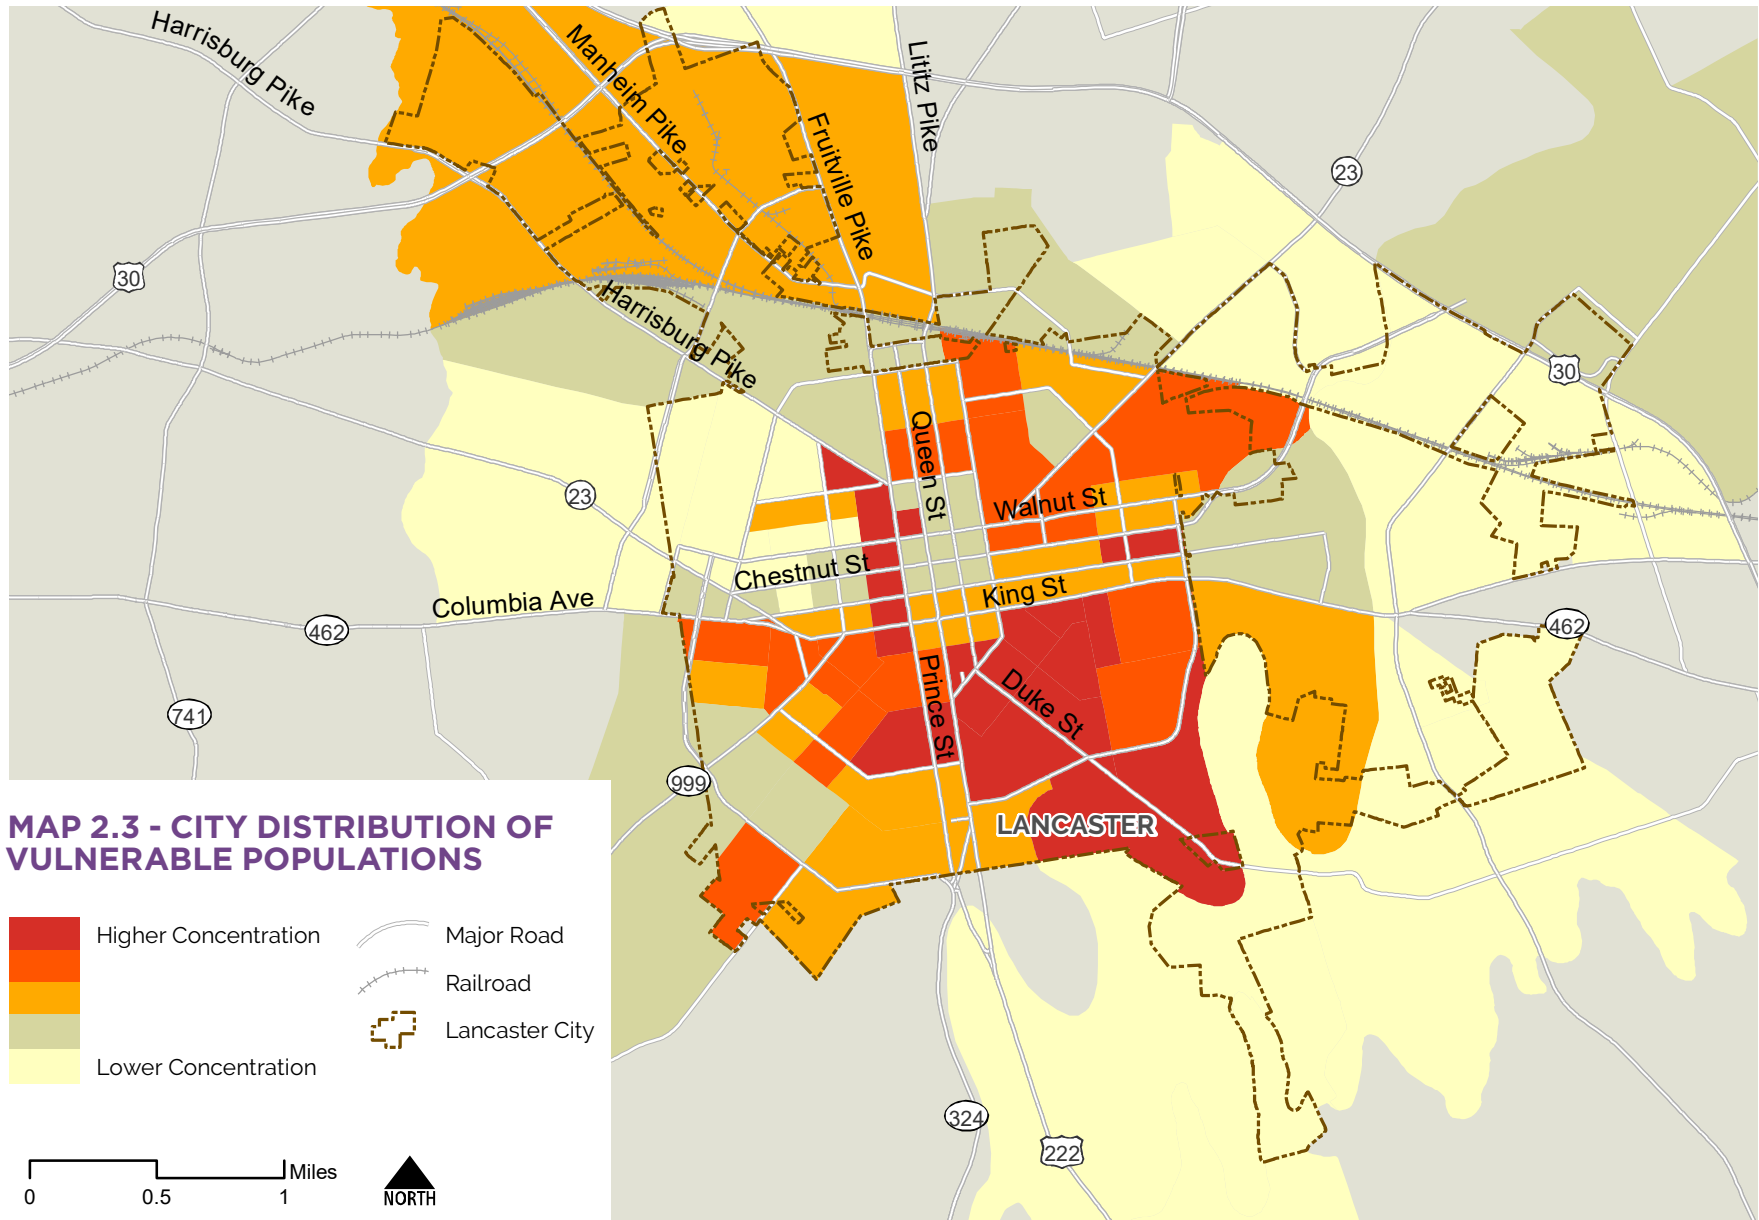 Harrisburg Pike
Manheim Pike
Lititz Pike
Fruitville Pike
23
30
Harrisburg Pike
30
Queen St
23
Walnut St
Chestnut St
King St
Columbia Ave
462
462
Prince St
Duke St
741
999
LANCASTER
324
222
MAP 2.3 - CITY DISTRIBUTION OF
VULNERABLE POPULATIONS
Higher Concentration
Lower Concentration
Major Road
Railroad
Lancaster City
Miles
0 0.5 1
NORTH